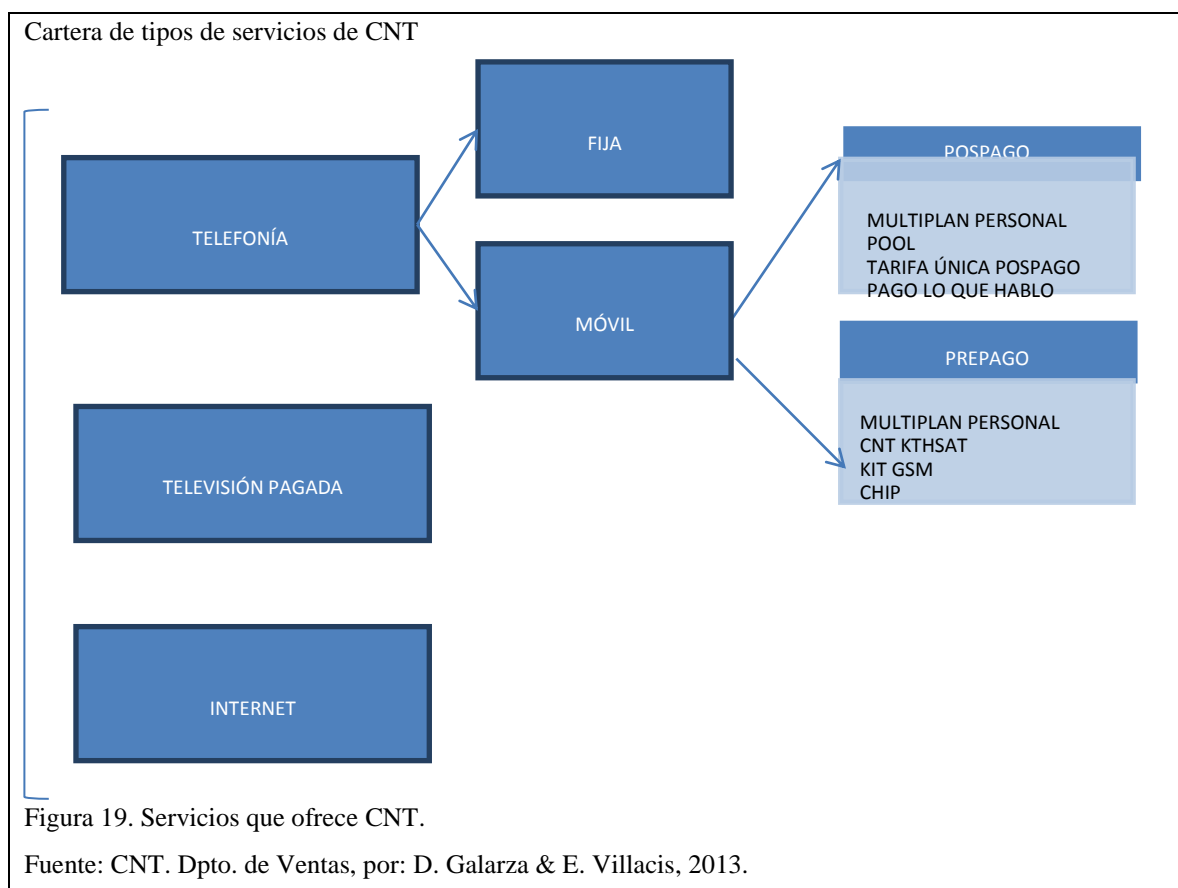 Cartera de tipos de servicios de CNT
TELEFONÍA
FIJA
MÓVIL
POSPAGO
MULTIPLAN PERSONAL
POOL
TARIFA ÚNICA POSPAGO
PAGO LO QUE HABLO
PREPAGO
MULTIPLAN PERSONAL
CNT KTHSAT
KIT GSM
CHIP
TELEVISIÓN PAGADA
INTERNET
Figura 19. Servicios que ofrece CNT.
Fuente: CNT. Dpto. de Ventas, por: D. Galarza & E. Villacis, 2013.